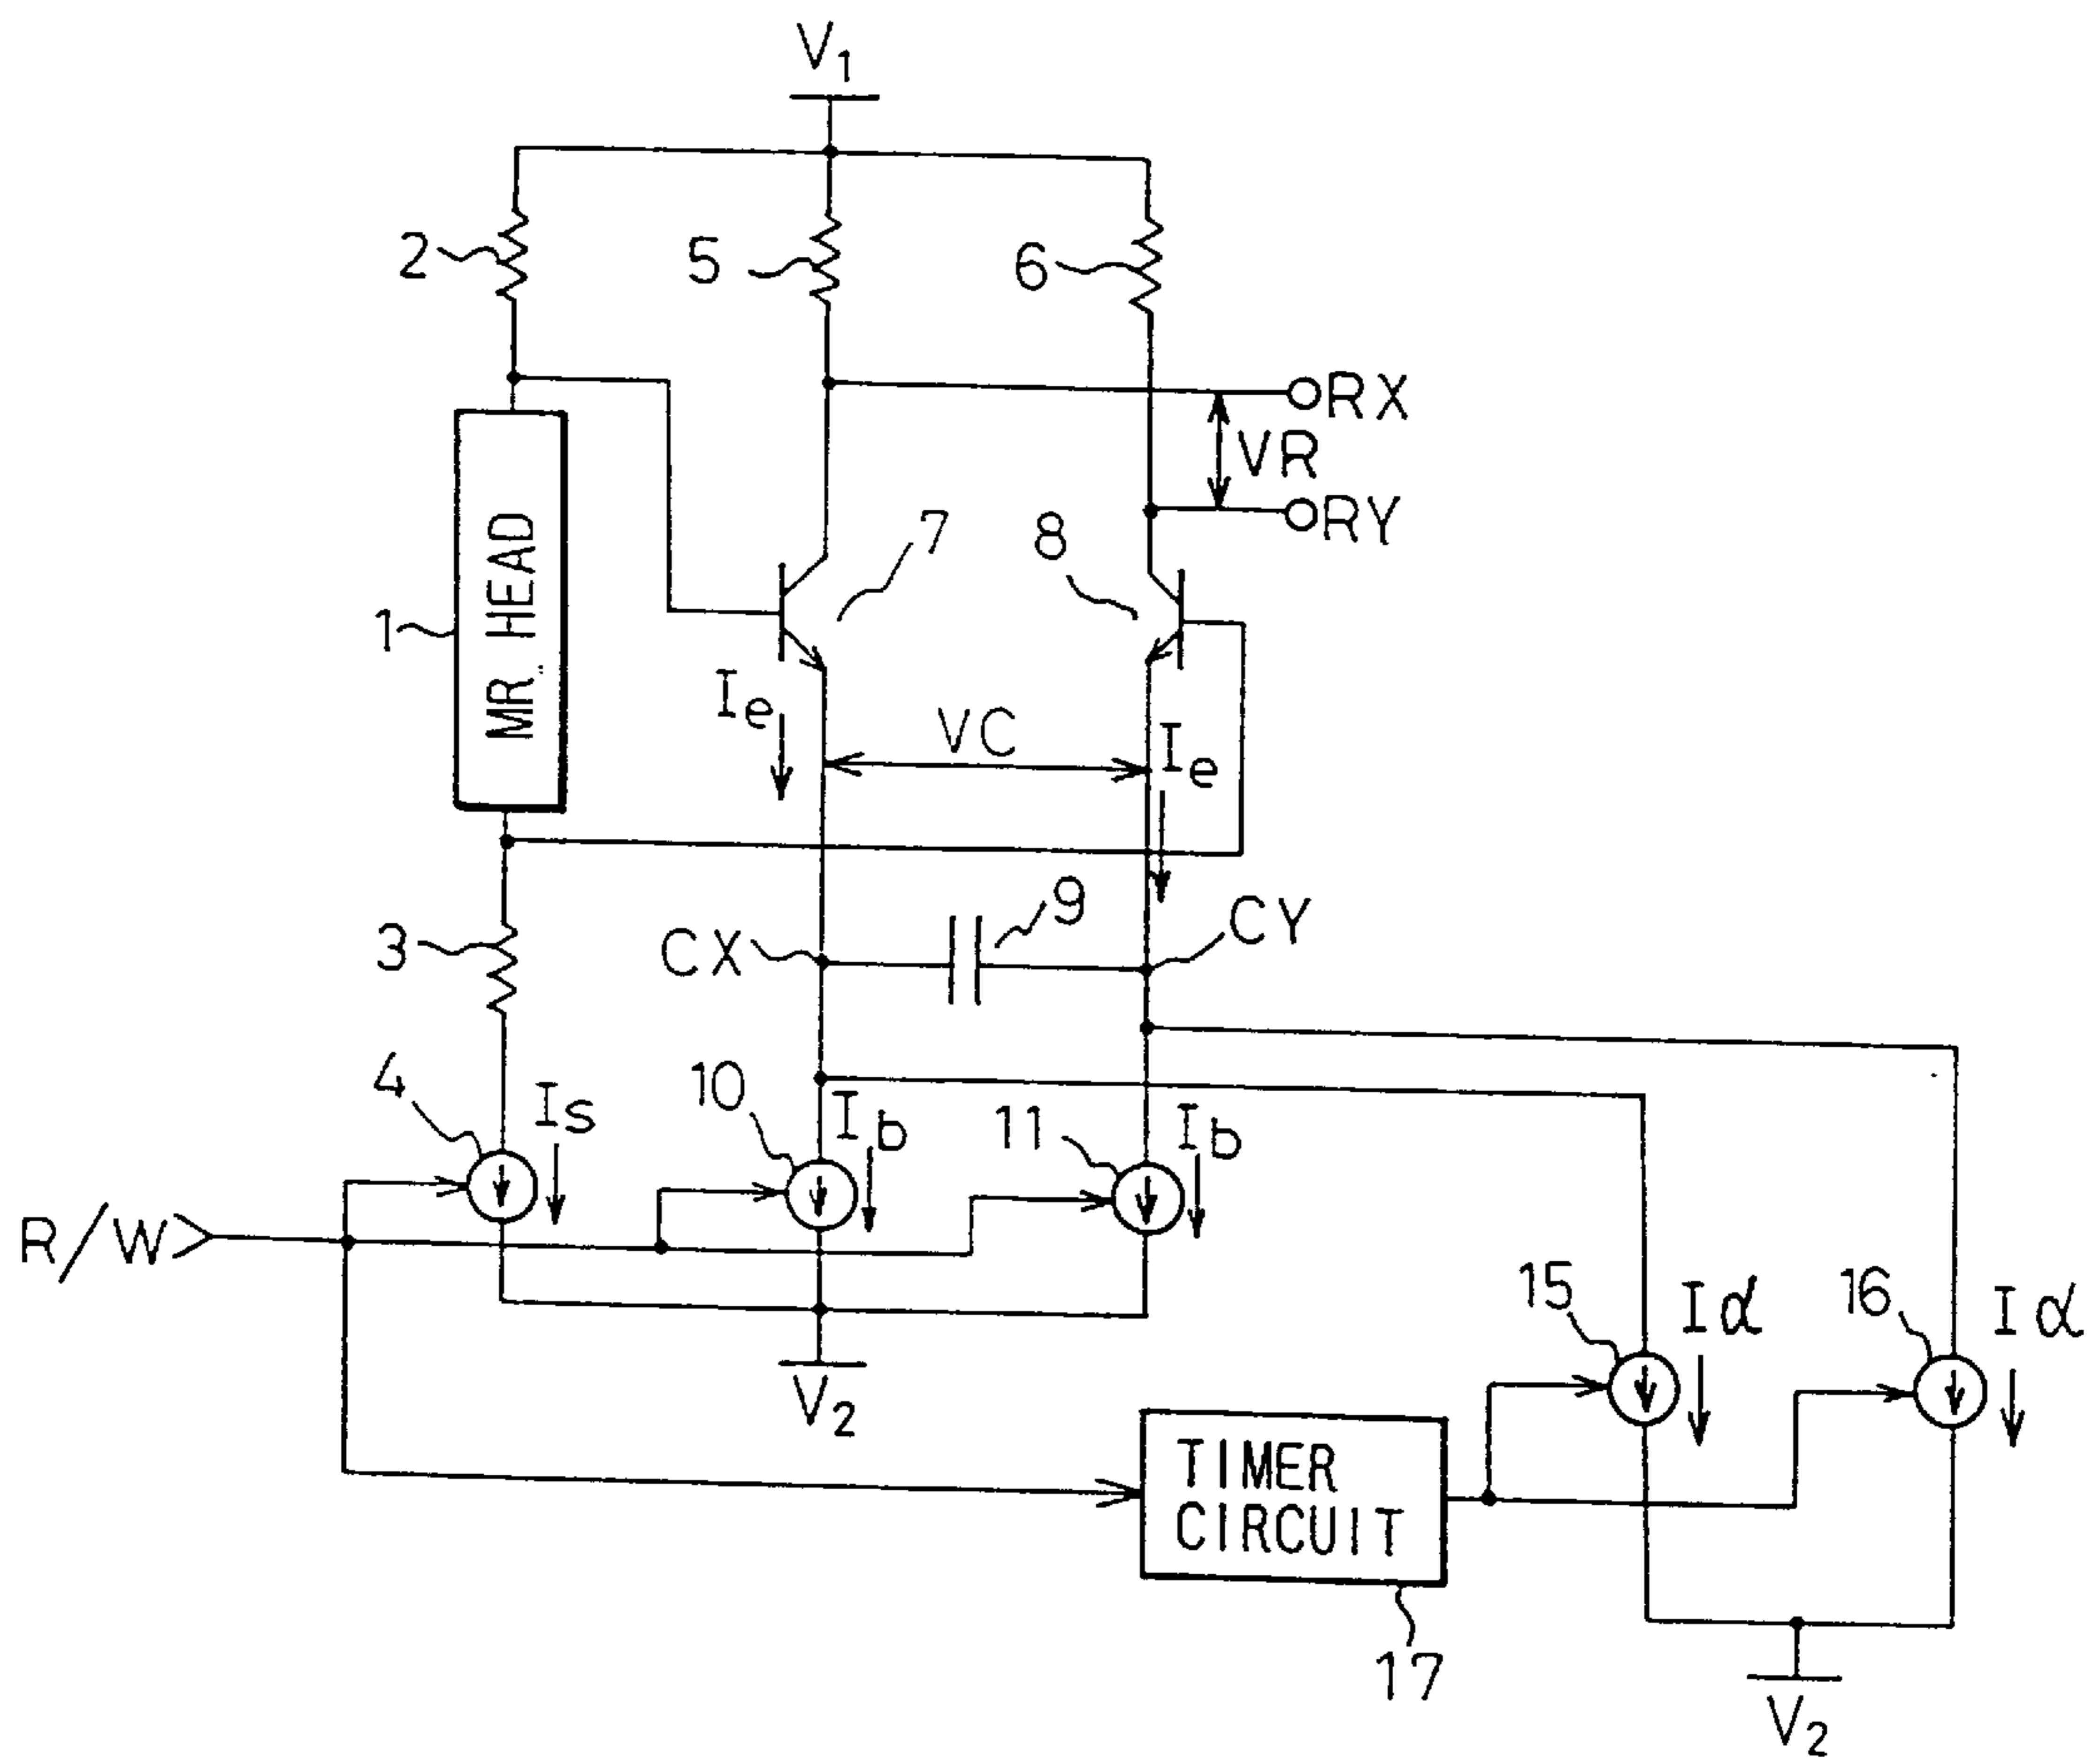 V1
2
5
6
RX
VR
RY
7
8
1
MR. HEAD
Ie
VC
Ie
9
CX
CY
3
4
Is
10
Ib
11
Ib
R/W
15
Iα
16
Iα
V2
TIMER
CIRCUIT
17
V2